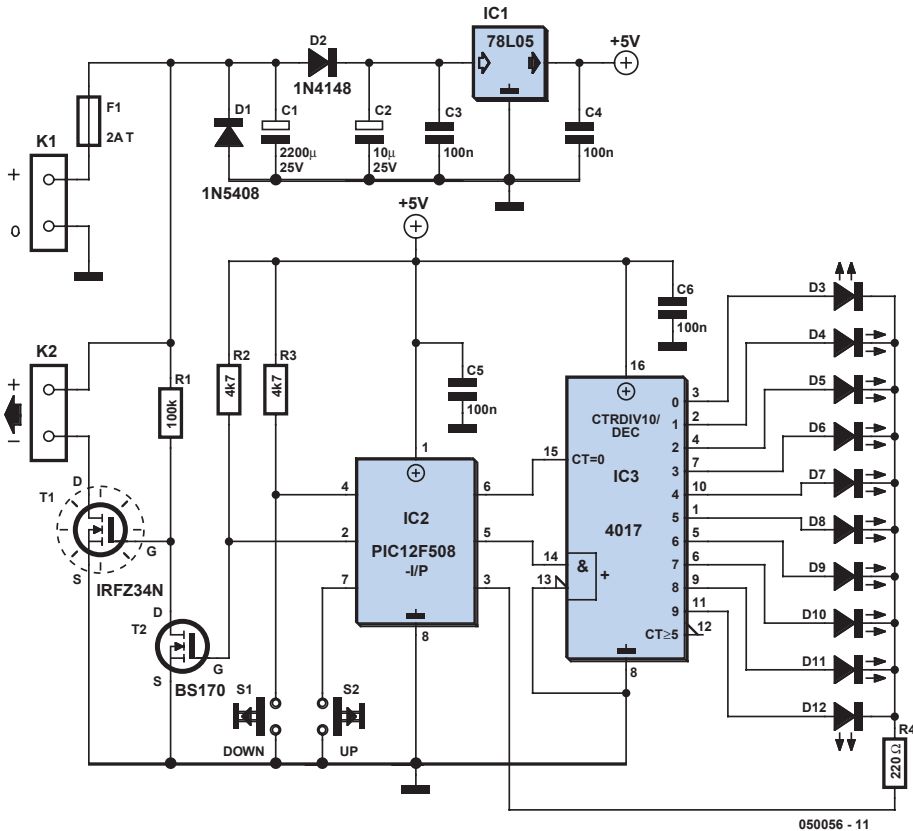 IC1
78L05
+5V
D2
1N4148
F1
2A T
D1
1N5408
C1
2200µ
25V
C2
10µ
25V
C3
100n
C4
100n
K1
+
0
+5V
K2
+
–
R1
100k
R2
4k7
R3
4k7
C5
100n
C6
100n
D
T1
G
S
IRFZ34N
D
T2
G
S
BS170
S1
DOWN
S2
UP
1
4
2
7
6
5
3
8
IC2
PIC12F508
-I/P
16
CTRDIV10/
DEC
15
CT=0
IC3
4017
14
13
&
+
0
3
1
2
2
4
3
7
4
10
5
1
6
5
7
6
8
9
9
11
CT≥5
12
8
D3
D4
D5
D6
D7
D8
D9
D10
D11
D12
R4
220Ω
050056 - 11